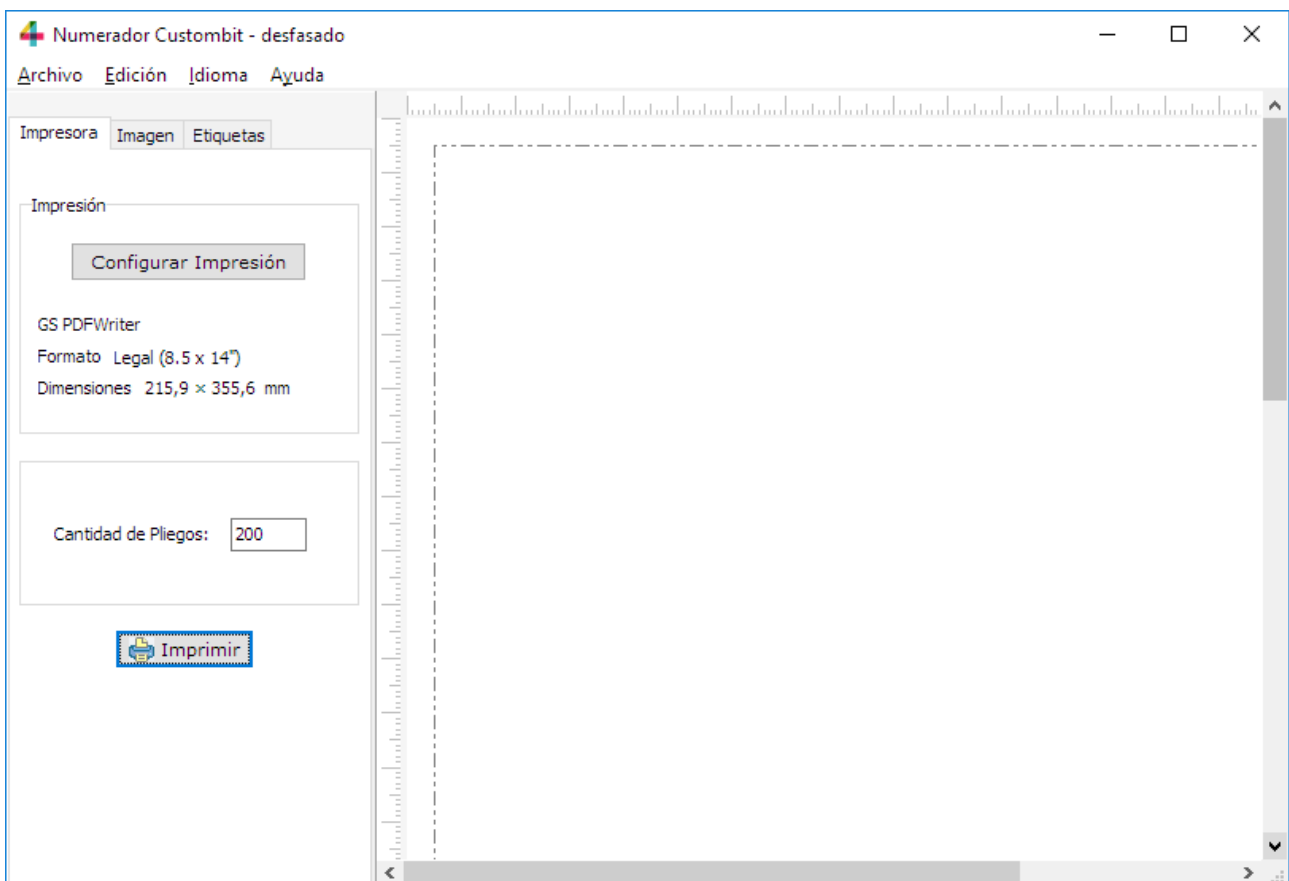 Numerador Custombit - desfasado
Archivo Edición Idioma Ayuda
Impresora Imagen Etiquetas
Impresión
Configurar Impresión
GS PDFWriter
Formato Legal (8.5 x 14")
Dimensiones 215,9 × 355,6 mm
Cantidad de Pliegos: 200
Imprimir